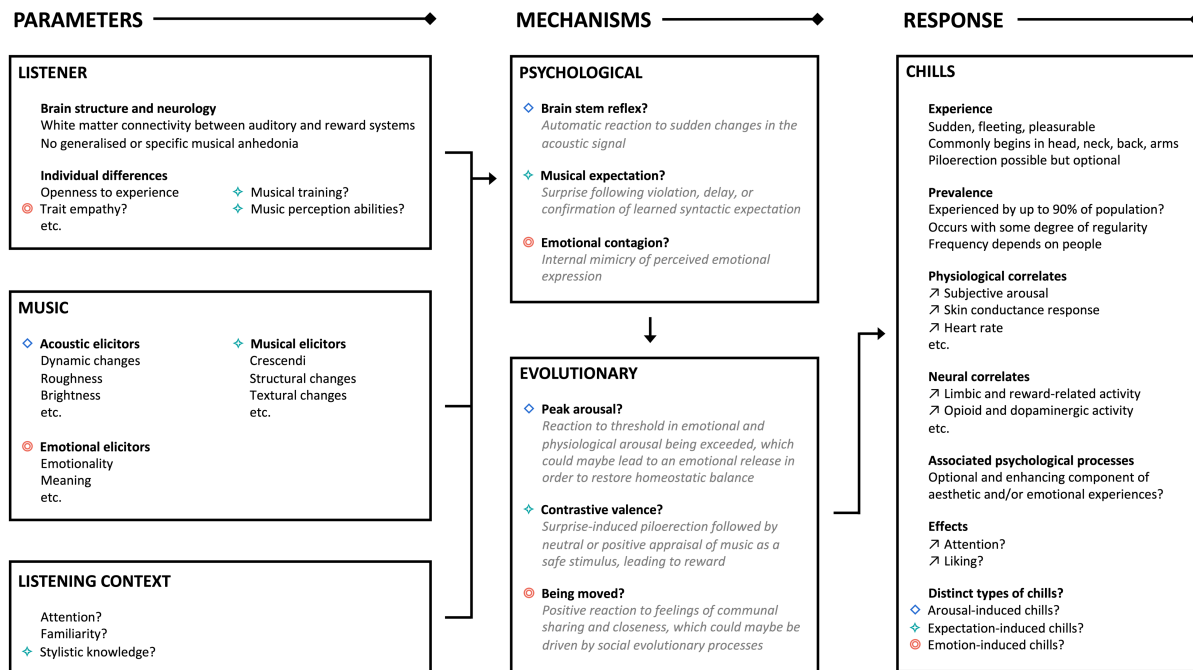 PARAMETERS
LISTENER
Brain structure and neurology
White matter connectivity between auditory and reward systems
No generalised or specific musical anhedonia
Individual differences
Openness to experience
Musical training?
Trait empathy?
Music perception abilities?
etc.
MUSIC
Acoustic elicitors
Dynamic changes
Roughness
Brightness
etc.
Musical elicitors
Crescendi
Structural changes
Textural changes
etc.
Emotional elicitors
Emotionality
Meaning
etc.
LISTENING CONTEXT
Attention?
Familiarity?
Stylistic knowledge?
MECHANISMS
PSYCHOLOGICAL
Brain stem reflex?
Automatic reaction to sudden changes in the
acoustic signal
Musical expectation?
Surprise following violation, delay, or
confirmation of learned syntactic expectation
Emotional contagion?
Internal mimicry of perceived emotional
expression
EVOLUTIONARY
Peak arousal?
Reaction to threshold in emotional and
physiological arousal being exceeded, which
could maybe lead to an emotional release in
order to restore homeostatic balance
Contrastive valence?
Surprise-induced piloerection followed by
neutral or positive appraisal of music as a
safe stimulus, leading to reward
Being moved?
Positive reaction to feelings of communal
sharing and closeness, which could maybe be
driven by social evolutionary processes
RESPONSE
CHILLS
Experience
Sudden, fleeting, pleasurable
Commonly begins in head, neck, back, arms
Piloerection possible but optional
Prevalence
Experienced by up to 90% of population?
Occurs with some degree of regularity
Frequency depends on people
Physiological correlates
↗ Subjective arousal
↗ Skin conductance response
↗ Heart rate
etc.
Neural correlates
↗ Limbic and reward-related activity
↗ Opioid and dopaminergic activity
etc.
Associated psychological processes
Optional and enhancing component of
aesthetic and/or emotional experiences?
Effects
↗ Attention?
↗ Liking?
Distinct types of chills?
Arousal-induced chills?
Expectation-induced chills?
Emotion-induced chills?